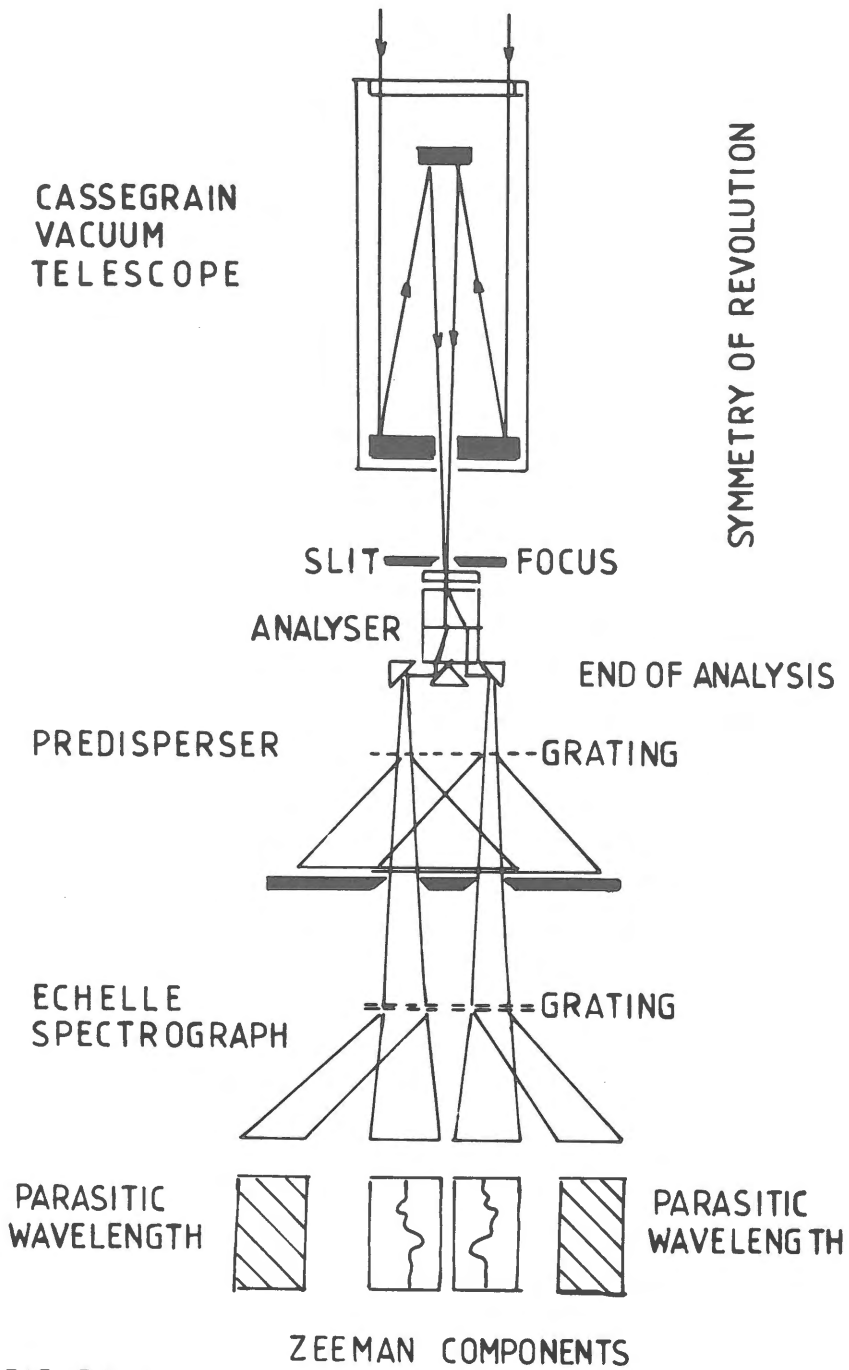 CASSEGRAIN
VACUUM
TELESCOPE
SYMMETRY OF REVOLUTION
SLIT
FOCUS
ANALYSER
END OF ANALYSIS
PREDISPERSER
GRATING
ECHELLE
SPECTROGRAPH
GRATING
PARASITIC
WAVELENGTH
PARASITIC
WAVELENGTH
ZEEMAN COMPONENTS